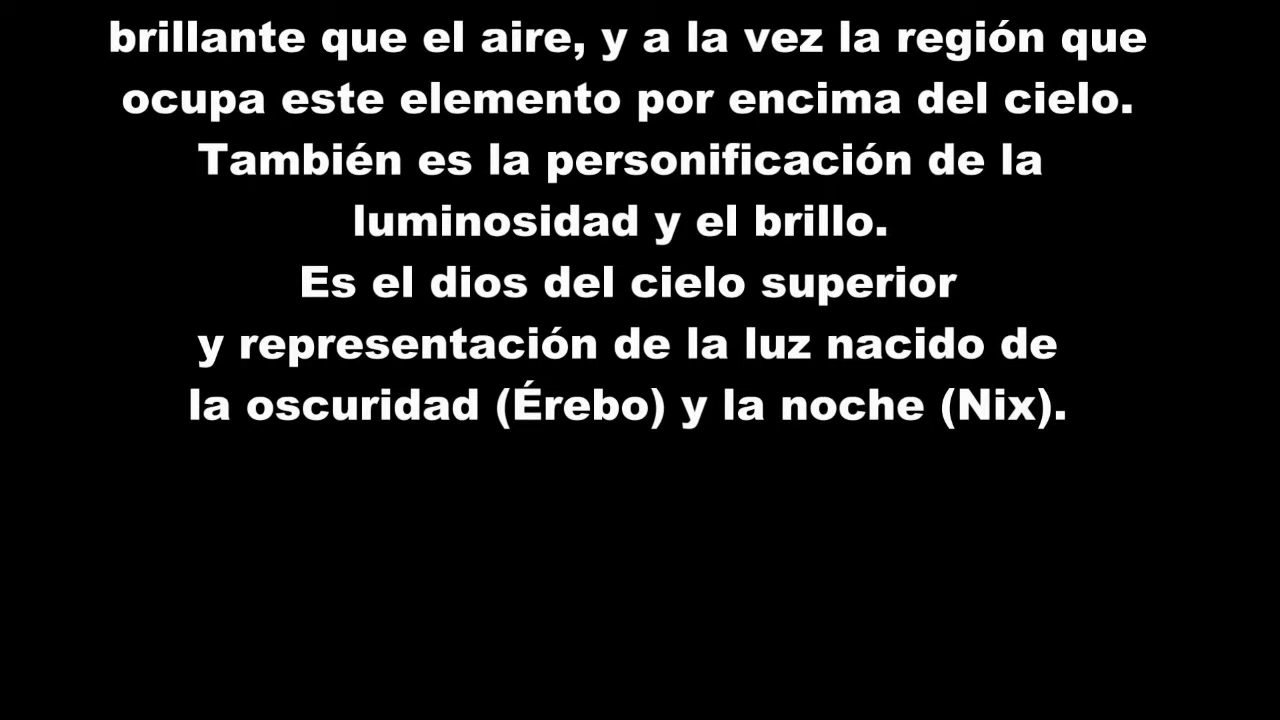 brillante que el aire, y a la vez la región que
ocupa este elemento por encima del cielo.
También es la personificación de la
luminosidad y el brillo.
Es el dios del cielo superior
y representación de la luz nacido de
la oscuridad (Érebo) y la noche (Nix).